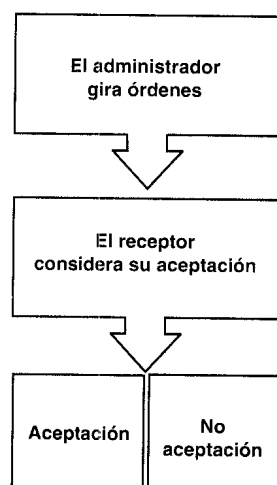 El administrador
gira órdenes
El receptor
considera su aceptación
Aceptación
No
aceptación